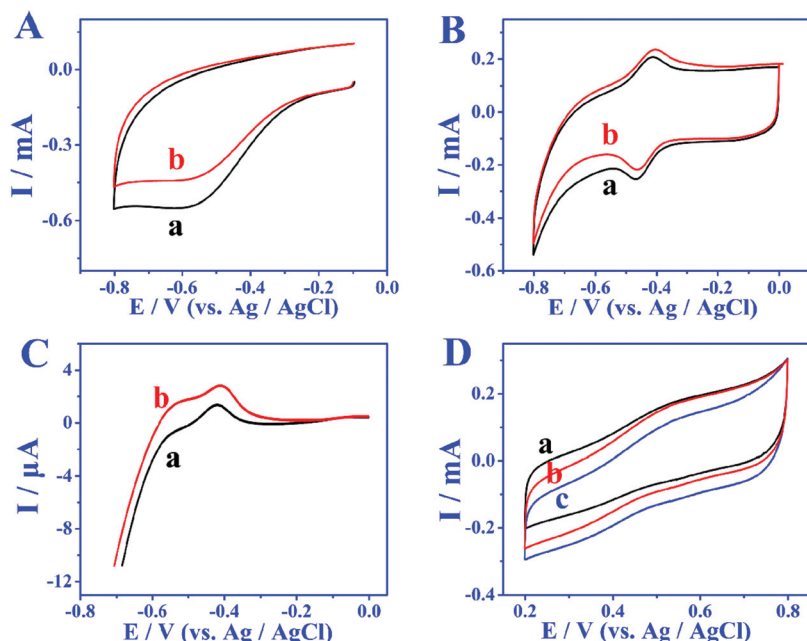 A
I / mA
0.0
-0.3
-0.6
b
a
-0.8
-0.6
-0.4
-0.2
0.0
E / V (vs. Ag / AgCl)
B
I / mA
0.2
0.0
-0.2
-0.4
-0.6
b
a
-0.8
-0.6
-0.4
-0.2
0.0
E / V (vs. Ag / AgCl)
C
I / μA
4
0
-4
-8
-12
b
a
-0.8
-0.6
-0.4
-0.2
0.0
E / V (vs. Ag / AgCl)
D
I / mA
0.2
0.0
-0.2
-0.4
a
b
c
0.2
0.4
0.6
0.8
E / V (vs. Ag / AgCl)